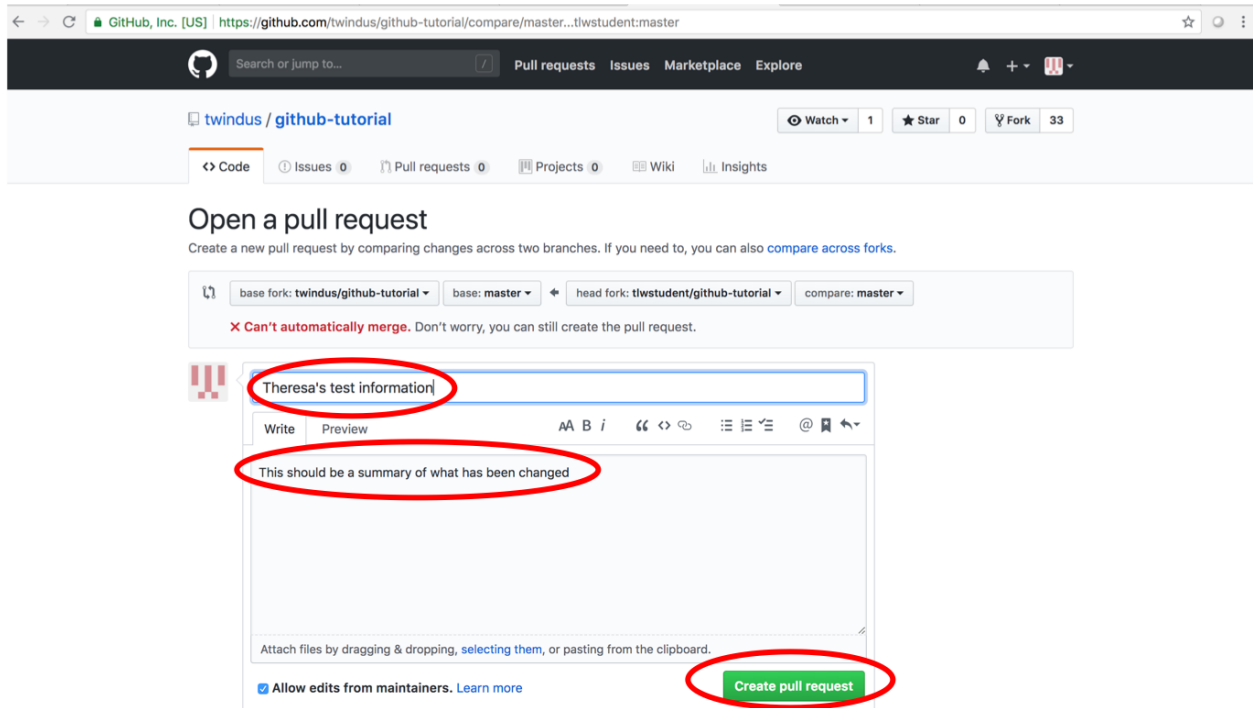 GitHub, Inc. [US] https://github.com/twindus/github-tutorial/compare/master...tlwstudent:master
Search or jump to... / Pull requests Issues Marketplace Explore
twindus / github-tutorial Watch 1 Star 0 Fork 33
Code Issues 0 Pull requests 0 Projects 0 Wiki Insights
Open a pull request
Create a new pull request by comparing changes across two branches. If you need to, you can also compare across forks.
base fork: twindus/github-tutorial base: master head fork: tlwstudent/github-tutorial compare: master
Can't automatically merge. Don't worry, you can still create the pull request.
Theresa's test information
Write Preview AA B i @
This should be a summary of what has been changed
Attach files by dragging & dropping, selecting them, or pasting from the clipboard.
Allow edits from maintainers. Learn more Create pull request